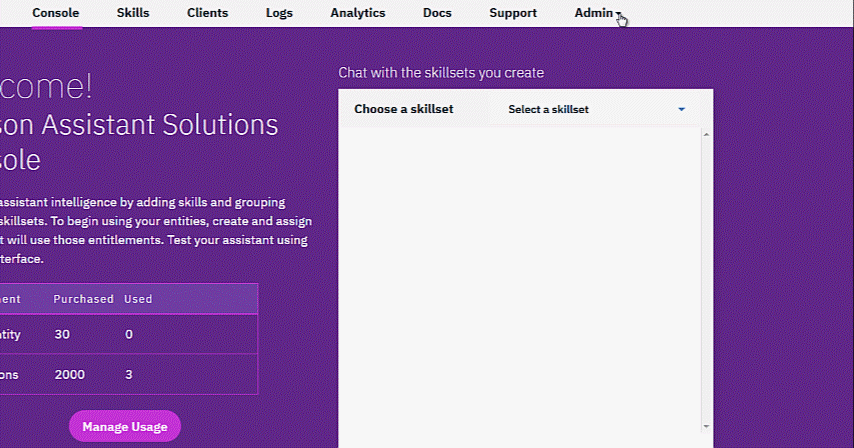 Console Skills Clients Logs Analytics Docs Support Admin
come!
son Assistant Solutions
sole
assistant intelligence by adding skills and grouping
skillsets. To begin using your entities, create and assign
t will use those entitlements. Test your assistant using
terface.
ment Purchased Used
ntity 30 0
ons 2000 3
Manage Usage
Chat with the skillsets you create
Choose a skillset Select a skillset